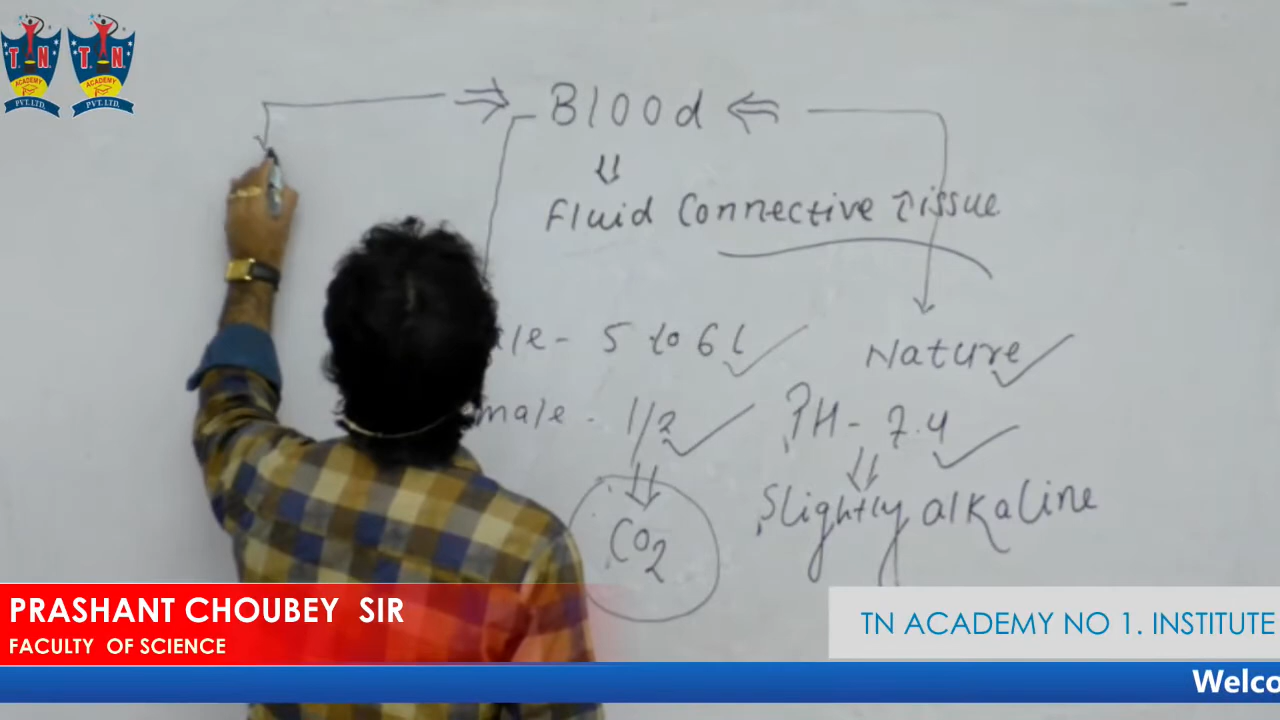 T. N.
ACADEMY
PVT. LTD.
T. N.
ACADEMY
PVT. LTD.
Blood
Fluid Connective Tissue
le - 5 to 6 l
male - 1/2
CO2
Nature
PH - 7.4
Slightly alkaline
PRASHANT CHOUBEY SIR
FACULTY OF SCIENCE
TN ACADEMY NO 1. INSTITUTE
Welco